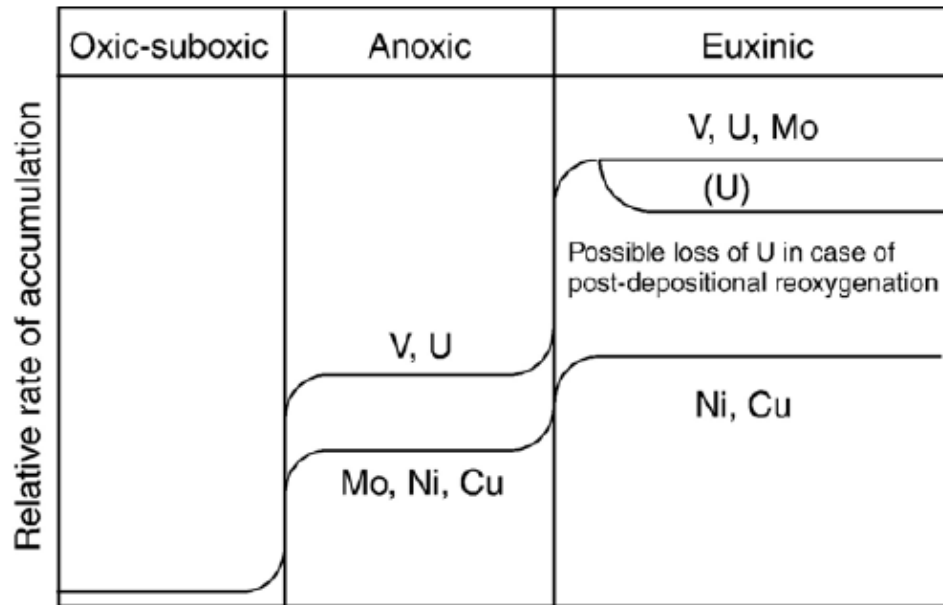 Oxic-suboxic
Anoxic
Euxinic
Relative rate of accumulation
V, U, Mo
(U)
Possible loss of U in case of
post-depositional reoxygenation
V, U
Mo, Ni, Cu
Ni, Cu